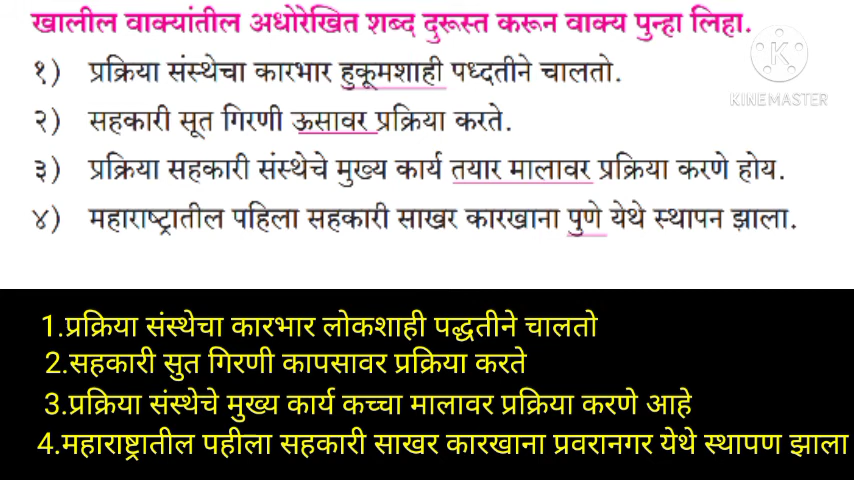 खालील वाक्यांतील अधोरेखित शब्द दुरूस्त करून वाक्य पुन्हा लिहा.
KINEMASTER
१) प्रक्रिया संस्थेचा कारभार हुकूमशाही पध्दतीने चालतो.
२) सहकारी सूत गिरणी ऊसावर प्रक्रिया करते.
३) प्रक्रिया सहकारी संस्थेचे मुख्य कार्य तयार मालावर प्रक्रिया करणे होय.
४) महाराष्ट्रातील पहिला सहकारी साखर कारखाना पुणे येथे स्थापन झाला.
1.प्रक्रिया संस्थेचा कारभार लोकशाही पद्धतीने चालतो
2.सहकारी सुत गिरणी कापसावर प्रक्रिया करते
3.प्रक्रिया संस्थेचे मुख्य कार्य कच्चा मालावर प्रक्रिया करणे आहे
4.महाराष्ट्रातील पहीला सहकारी साखर कारखाना प्रवरानगर येथे स्थापण झाला